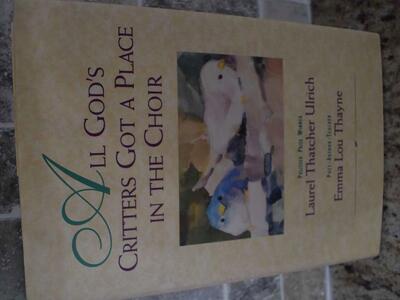 ALL GOD'S
CRITTERS GOT A PLACE
IN THE CHOIR
PULITZER PRIZE WINNER
Laurel Thatcher Ulrich
POET-AUTHOR-TEACHER
Emma Lou Thayne